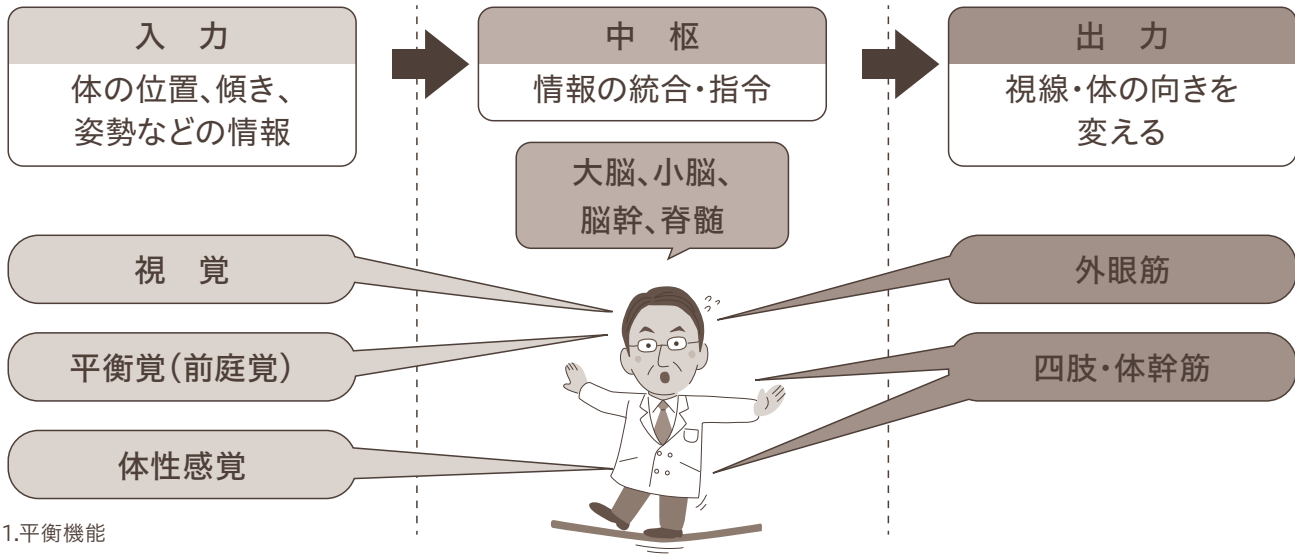 入　力
体の位置、傾き、
姿勢などの情報
中　枢
情報の統合・指令
出　力
視線・体の向きを
変える
大脳、小脳、
脳幹、脊髄
視　覚
平衡覚（前庭覚）
体性感覚
外眼筋
四肢・体幹筋
1.平衡機能